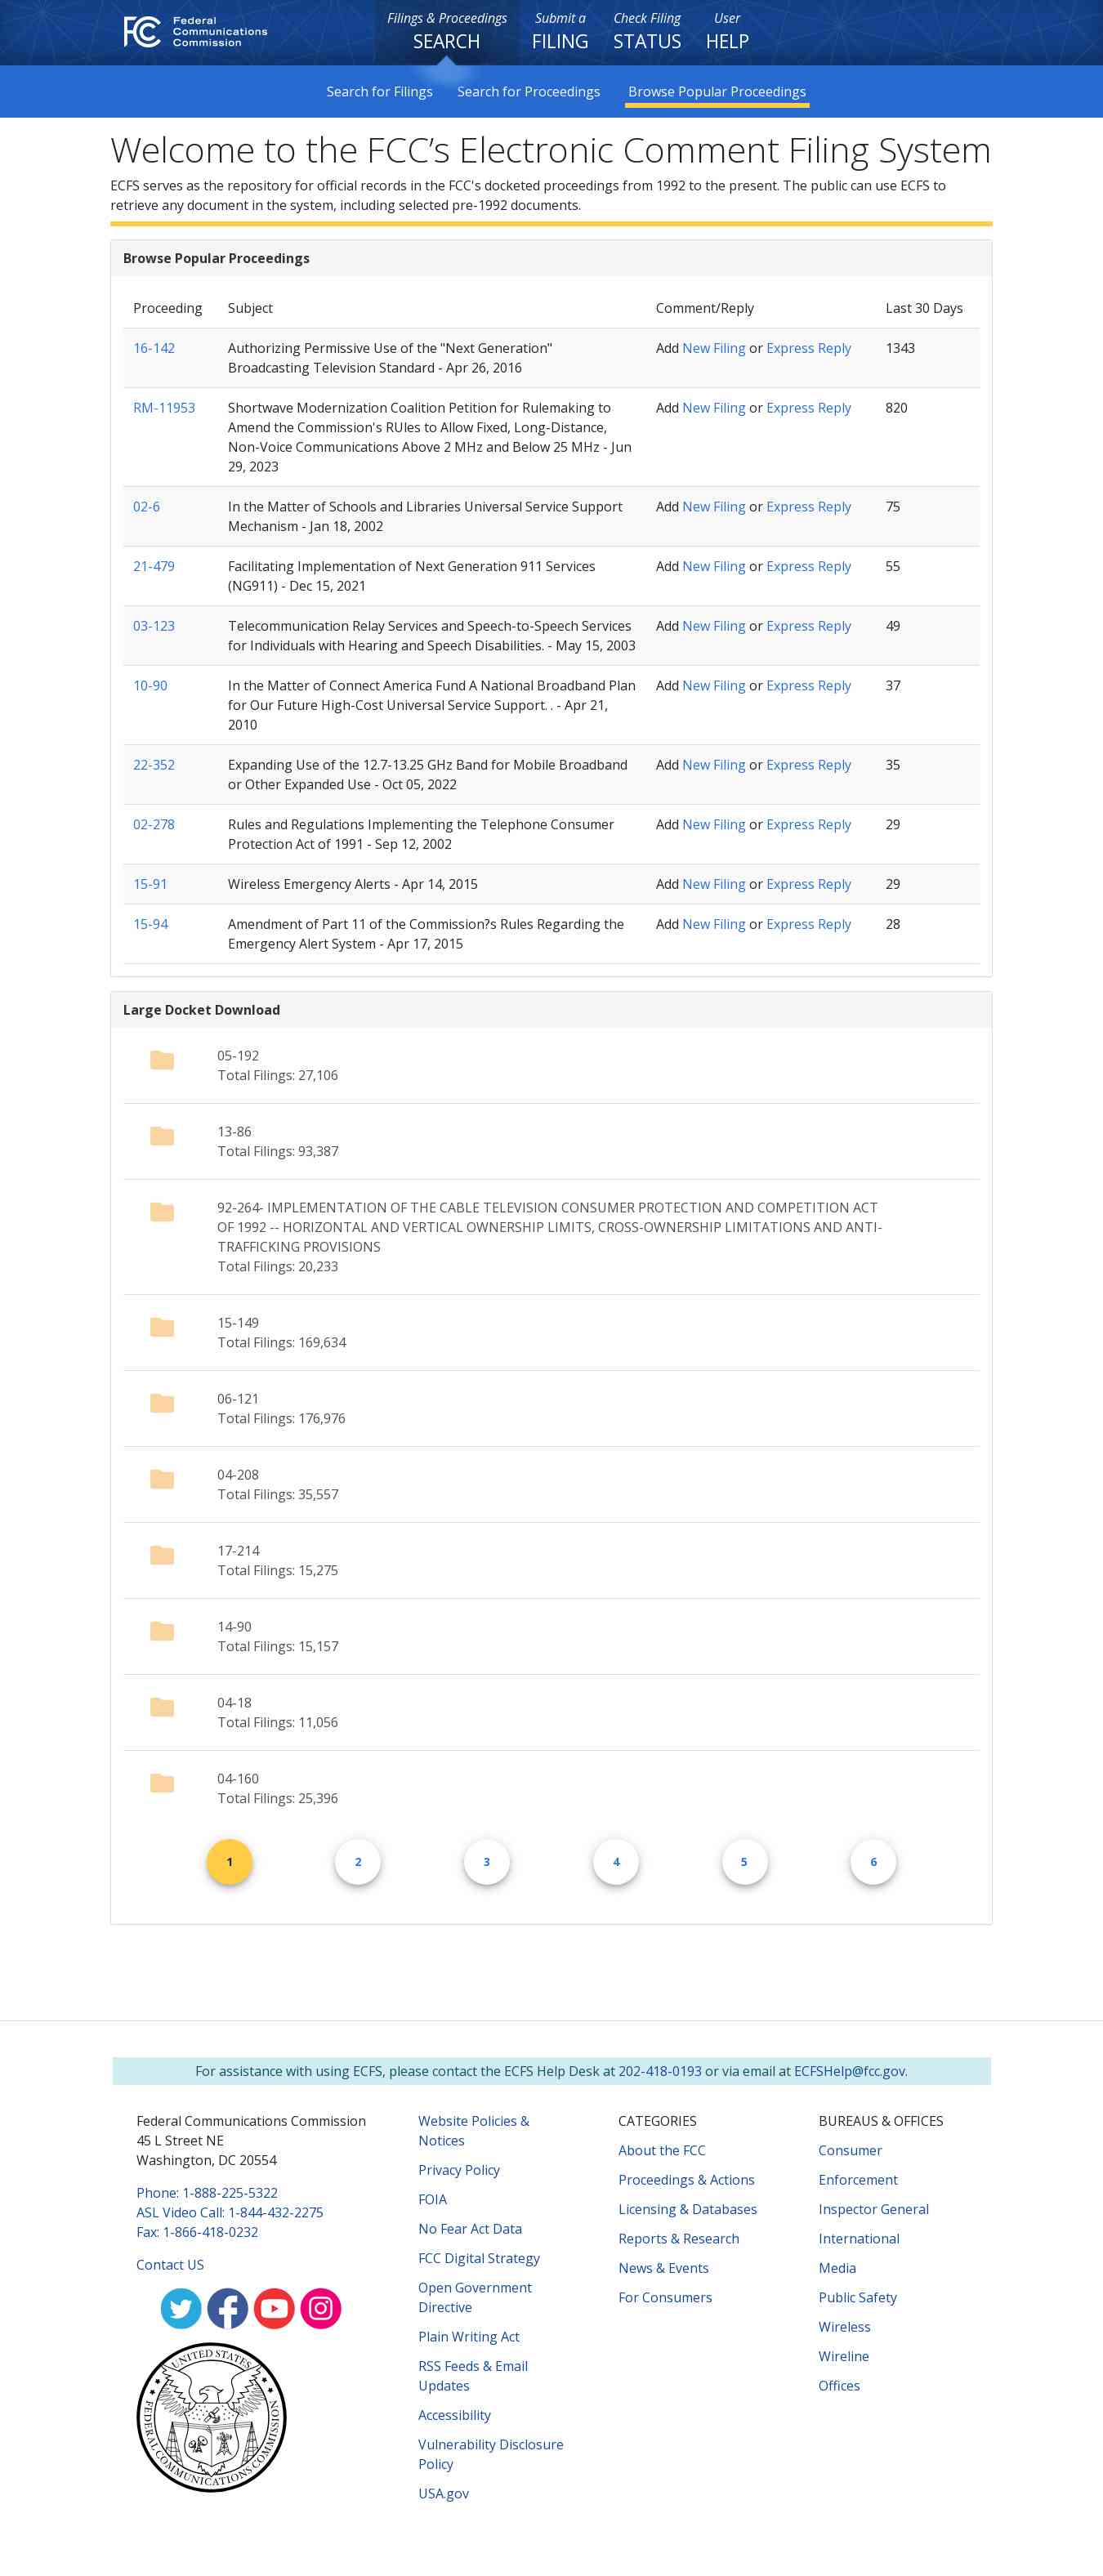 Federal
Communications
Commission
Filings & Proceedings
SEARCH
Submit a
FILING
Check Filing
STATUS
User
HELP
Search for Filings
Search for Proceedings
Browse Popular Proceedings
Welcome to the FCC’s Electronic Comment Filing System
ECFS serves as the repository for official records in the FCC's docketed proceedings from 1992 to the present. The public can use ECFS to
retrieve any document in the system, including selected pre-1992 documents.
Browse Popular Proceedings
Proceeding Subject Comment/Reply Last 30 Days
16-142 Authorizing Permissive Use of the "Next Generation" Add New Filing or Express Reply 1343
Broadcasting Television Standard - Apr 26, 2016
RM-11953 Shortwave Modernization Coalition Petition for Rulemaking to Add New Filing or Express Reply 820
Amend the Commission's RUles to Allow Fixed, Long-Distance,
Non-Voice Communications Above 2 MHz and Below 25 MHz - Jun
29, 2023
02-6 In the Matter of Schools and Libraries Universal Service Support Add New Filing or Express Reply 75
Mechanism - Jan 18, 2002
21-479 Facilitating Implementation of Next Generation 911 Services Add New Filing or Express Reply 55
(NG911) - Dec 15, 2021
03-123 Telecommunication Relay Services and Speech-to-Speech Services Add New Filing or Express Reply 49
for Individuals with Hearing and Speech Disabilities. - May 15, 2003
10-90 In the Matter of Connect America Fund A National Broadband Plan Add New Filing or Express Reply 37
for Our Future High-Cost Universal Service Support. . - Apr 21,
2010
22-352 Expanding Use of the 12.7-13.25 GHz Band for Mobile Broadband Add New Filing or Express Reply 35
or Other Expanded Use - Oct 05, 2022
02-278 Rules and Regulations Implementing the Telephone Consumer Add New Filing or Express Reply 29
Protection Act of 1991 - Sep 12, 2002
15-91 Wireless Emergency Alerts - Apr 14, 2015 Add New Filing or Express Reply 29
15-94 Amendment of Part 11 of the Commission?s Rules Regarding the Add New Filing or Express Reply 28
Emergency Alert System - Apr 17, 2015
Large Docket Download
05-192
Total Filings: 27,106
13-86
Total Filings: 93,387
92-264- IMPLEMENTATION OF THE CABLE TELEVISION CONSUMER PROTECTION AND COMPETITION ACT
OF 1992 -- HORIZONTAL AND VERTICAL OWNERSHIP LIMITS, CROSS-OWNERSHIP LIMITATIONS AND ANTI-
TRAFFICKING PROVISIONS
Total Filings: 20,233
15-149
Total Filings: 169,634
06-121
Total Filings: 176,976
04-208
Total Filings: 35,557
17-214
Total Filings: 15,275
14-90
Total Filings: 15,157
04-18
Total Filings: 11,056
04-160
Total Filings: 25,396
1 2 3 4 5 6
For assistance with using ECFS, please contact the ECFS Help Desk at 202-418-0193 or via email at ECFSHelp@fcc.gov.
Federal Communications Commission
45 L Street NE
Washington, DC 20554
Phone: 1-888-225-5322
ASL Video Call: 1-844-432-2275
Fax: 1-866-418-0232
Contact US
UNITED STATES
FEDERAL COMMUNICATIONS COMMISSION
Website Policies &
Notices
Privacy Policy
FOIA
No Fear Act Data
FCC Digital Strategy
Open Government
Directive
Plain Writing Act
RSS Feeds & Email
Updates
Accessibility
Vulnerability Disclosure
Policy
USA.gov
CATEGORIES
About the FCC
Proceedings & Actions
Licensing & Databases
Reports & Research
News & Events
For Consumers
BUREAUS & OFFICES
Consumer
Enforcement
Inspector General
International
Media
Public Safety
Wireless
Wireline
Offices